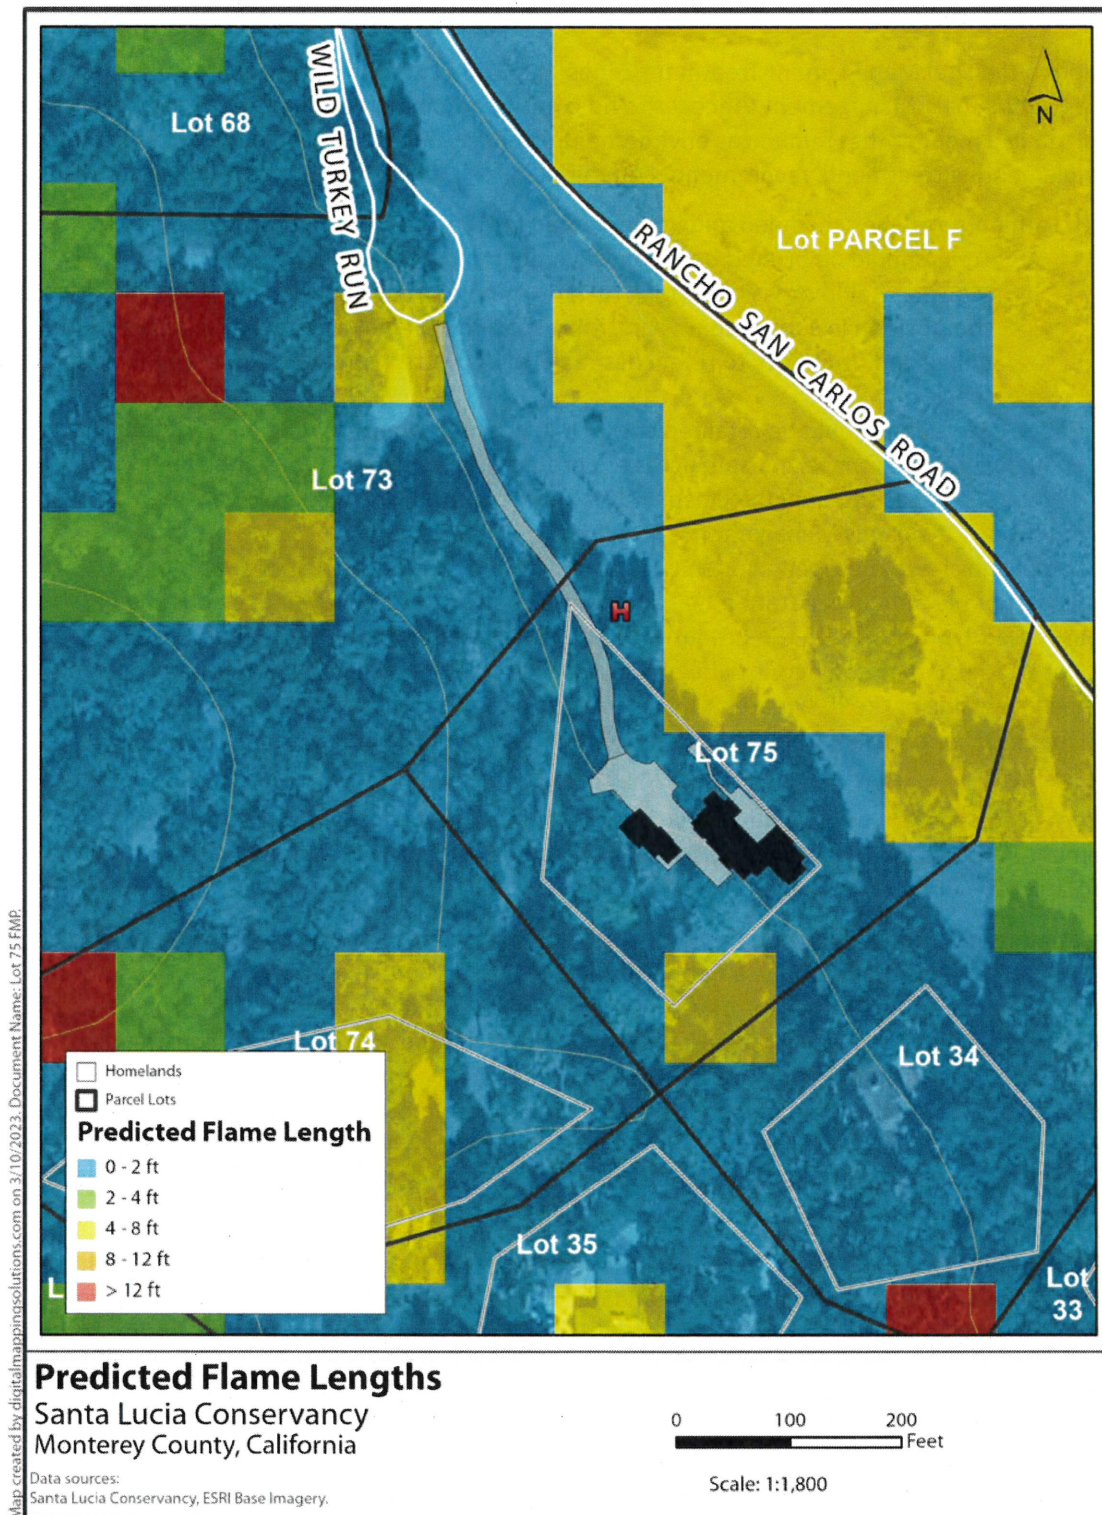 N
Lot 68
WILD TURKEY RUN
Lot PARCEL F
RANCHO SAN CARLOS ROAD
Lot 73
H
Lot 75
Lot 74
Lot 34
Lot 35
Lot
33
L
Homelands
Parcel Lots
Predicted Flame Length
0 - 2 ft
2 - 4 ft
4 - 8 ft
8 - 12 ft
> 12 ft
Map created by digitalmappingsolutions.com on 3/10/2023. Document Name: Lot 75 FMP.
Predicted Flame Lengths
Santa Lucia Conservancy
Monterey County, California
Data sources:
Santa Lucia Conservancy, ESRI Base Imagery.
0 100 200
Feet
Scale: 1:1,800